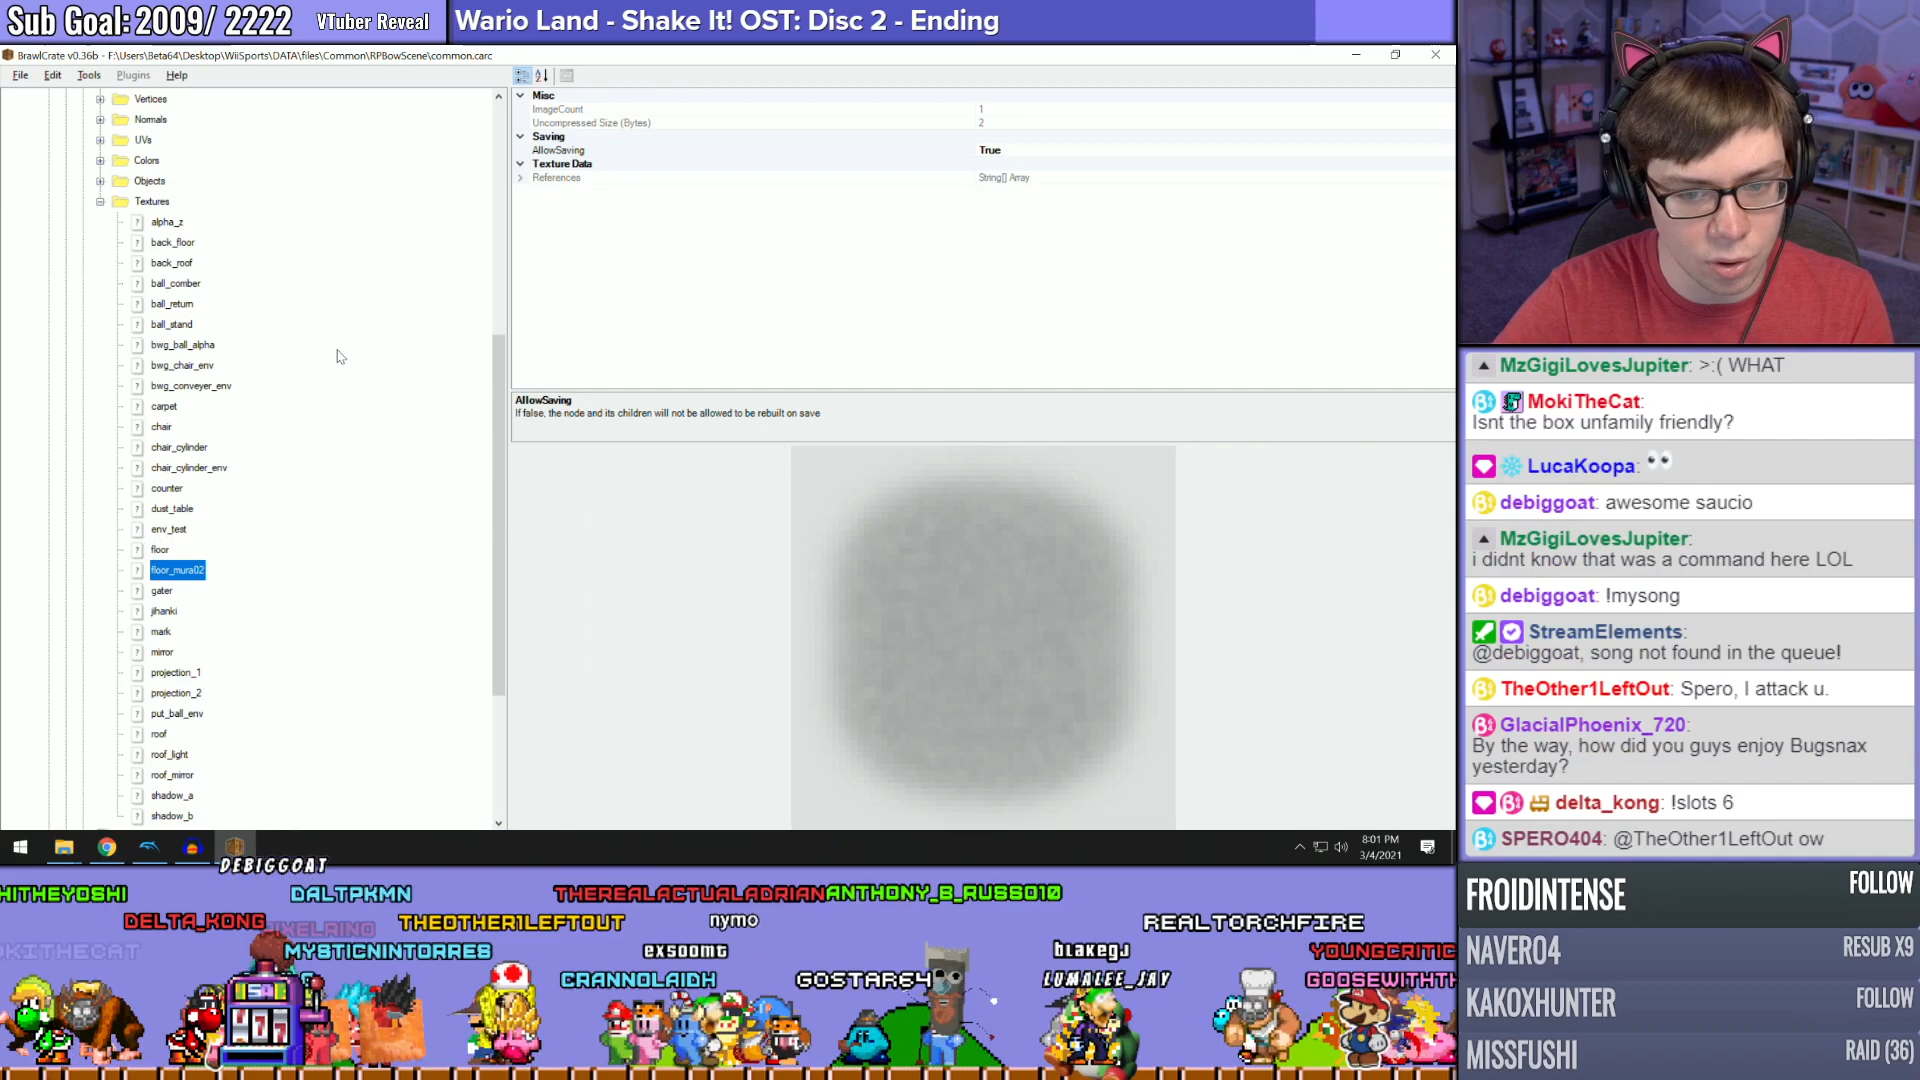 Sub Goal: 2009/ 2222
VTuber Reveal
Wario Land - Shake It! OST: Disc 2 - Ending
BrawlCrate v0.36b - F:\Users\Beta64\Desktop\WiiSports\DATA\files\Common\RPBowScene\common.carc
File Edit Tools Plugins Help
Vertices
Normals
UVs
Colors
Objects
Textures
alpha_z
back_floor
back_roof
ball_comber
ball_return
ball_stand
bwg_ball_alpha
bwg_chair_env
bwg_conveyer_env
carpet
chair
chair_cylinder
chair_cylinder_env
counter
dust_table
env_test
floor
floor_mura02
gater
jihanki
mark
mirror
projection_1
projection_2
put_ball_env
roof
roof_light
roof_mirror
shadow_a
shadow_b
Misc
ImageCount 1
Uncompressed Size (Bytes) 2
Saving
AllowSaving True
Texture Data
References String[] Array
AllowSaving
If false, the node and its children will not be allowed to be rebuilt on save
8:01 PM
3/4/2021
MzGigiLovesJupiter: >:( WHAT
MokiTheCat:
Isnt the box unfamily friendly?
LucaKoopa:
debiggoat: awesome saucio
MzGigiLovesJupiter:
i didnt know that was a command here LOL
debiggoat: !mysong
StreamElements:
@debiggoat, song not found in the queue!
TheOther1LeftOut: Spero, I attack u.
GlacialPhoenix_720:
By the way, how did you guys enjoy Bugsnax
yesterday?
delta_kong: !slots 6
SPERO404: @TheOther1LeftOut ow
FROIDINTENSE FOLLOW
NAVERO4 RESUB X9
KAKOXHUNTER FOLLOW
MISSFUSHI RAID (36)
DEBIGGOAT
HITHEYOSHI
DALTPKMN
THEREALACTUALADRIAN
ANTHONY_B_RUSSO10
DELTA_KONG
PIXELRINO
THEOTHER1LEFTOUT
nymo
REALTORCHFIRE
OKITHECAT
MYSTICNINTORRES
exsoomt
blakegj
YOUNGCRITIC
CRANNOLAIDH
GOSTAR64
LUMALEE_JAY
GOOSEWITHTH
777